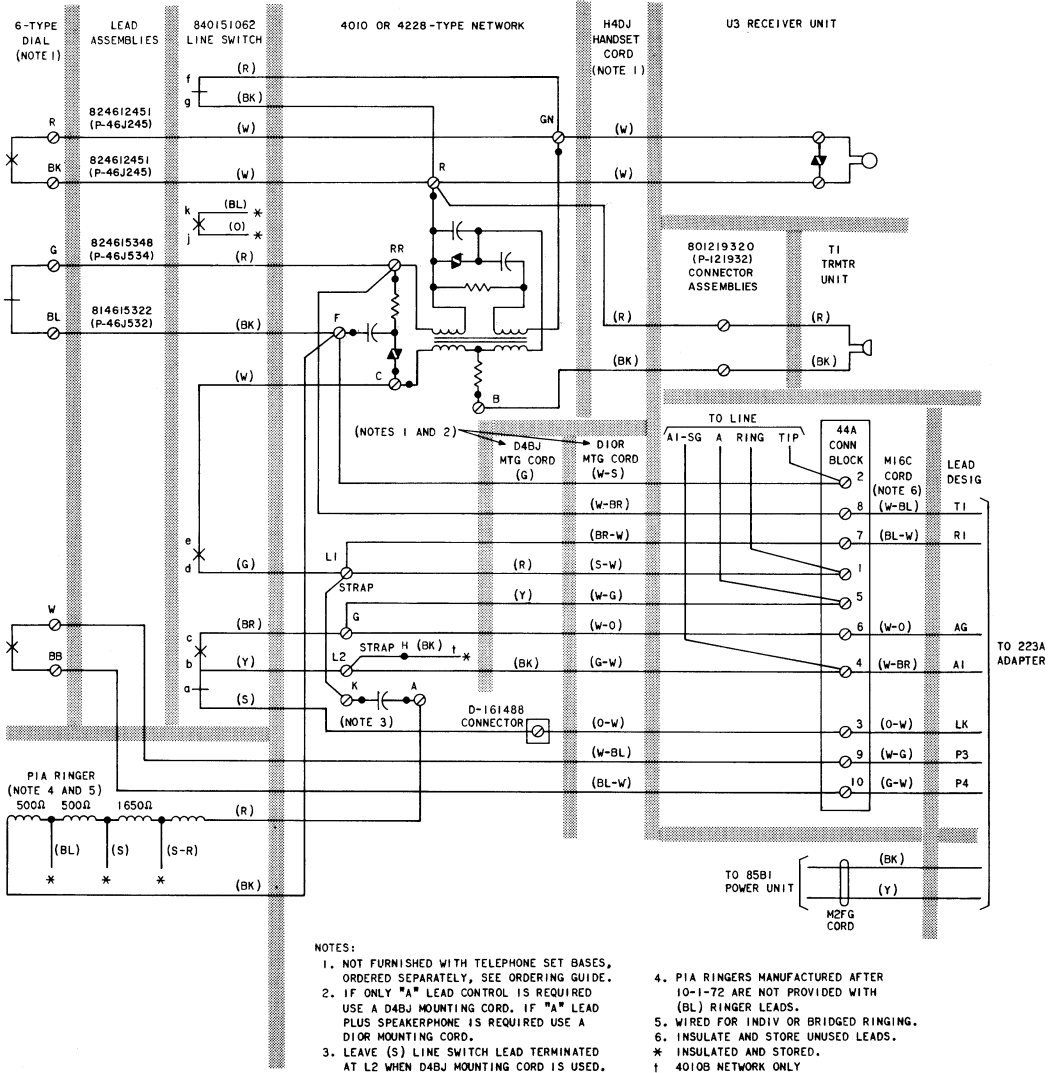 6-TYPE
DIAL
(NOTE 1)
LEAD
ASSEMBLIES
840151062
LINE SWITCH
4010 OR 4228-TYPE NETWORK
H4DJ
HANDSET
CORD
(NOTE 1)
U3 RECEIVER UNIT
f
(R)
g
(BK)
R
824612451
(P-46J245)
(W)
GN
(W)
BK
824612451
(P-46J245)
(W)
R
(W)
k
(BL)
*
j
(O)
*
G
824615348
(P-46J534)
(R)
RR
801219320
(P-121932)
CONNECTOR
ASSEMBLIES
T1
TRMTR
UNIT
BL
814615322
(P-46J532)
(BK)
F
(R)
(R)
(W)
C
(BK)
(BK)
B
(NOTES 1 AND 2)
D4BJ
MTG CORD
(G)
D10R
MTG CORD
(W-S)
TO LINE
A1-SG A RING TIP
44A
CONN
BLOCK
2
M16C
CORD
(NOTE 6)
LEAD
DESIG
(W-BR)
8
(W-BL)
T1
e
(BR-W)
7
(BL-W)
R1
d
(G)
L1
STRAP
(R)
(S-W)
1
(Y)
(W-G)
5
W
c
(BR)
G
(W-O)
6
(W-O)
AG
BB
b
(Y)
L2
STRAP H (BK) †
*
(BK)
(G-W)
4
(W-BR)
A1
TO 223A
ADAPTER
a
(S)
K
A
(NOTE 3)
D-161488
CONNECTOR
(O-W)
3
(O-W)
LK
(W-BL)
9
(W-G)
P3
(BL-W)
10
(G-W)
P4
P1A RINGER
(NOTE 4 AND 5)
500Ω 500Ω 1650Ω
(R)
(BL)
(S)
(S-R)
* * *
(BK)
TO 85B1
POWER UNIT
(BK)
(Y)
M2FG
CORD
NOTES:
1. NOT FURNISHED WITH TELEPHONE SET BASES,
ORDERED SEPARATELY, SEE ORDERING GUIDE.
2. IF ONLY "A" LEAD CONTROL IS REQUIRED
USE A D4BJ MOUNTING CORD. IF "A" LEAD
PLUS SPEAKERPHONE IS REQUIRED USE A
D10R MOUNTING CORD.
3. LEAVE (S) LINE SWITCH LEAD TERMINATED
AT L2 WHEN D4BJ MOUNTING CORD IS USED.
4. P1A RINGERS MANUFACTURED AFTER
10-1-72 ARE NOT PROVIDED WITH
(BL) RINGER LEADS.
5. WIRED FOR INDIV OR BRIDGED RINGING.
6. INSULATE AND STORE UNUSED LEADS.
* INSULATED AND STORED.
† 4010B NETWORK ONLY